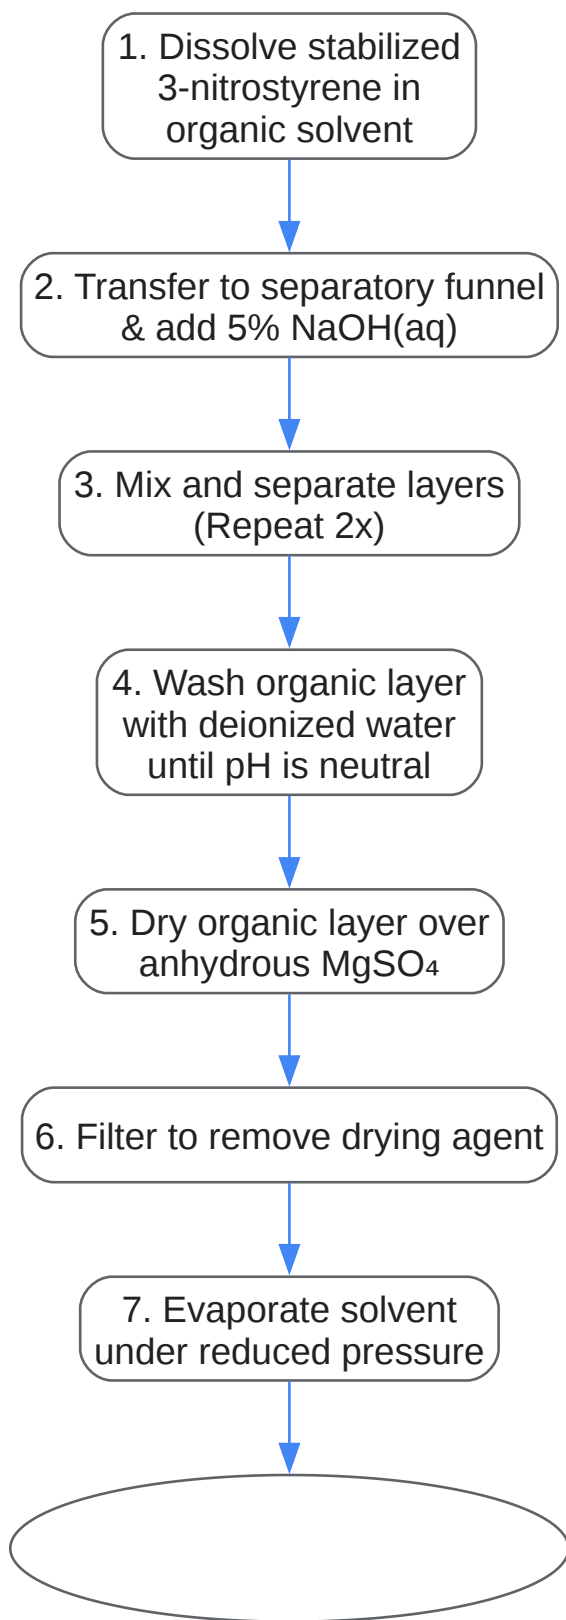 1. Dissolve stabilized
3-nitrostyrene in
organic solvent
2. Transfer to separatory funnel
& add 5% NaOH(aq)
3. Mix and separate layers
(Repeat 2x)
4. Wash organic layer
with deionized water
until pH is neutral
5. Dry organic layer over
anhydrous MgSO₄
6. Filter to remove drying agent
7. Evaporate solvent
under reduced pressure